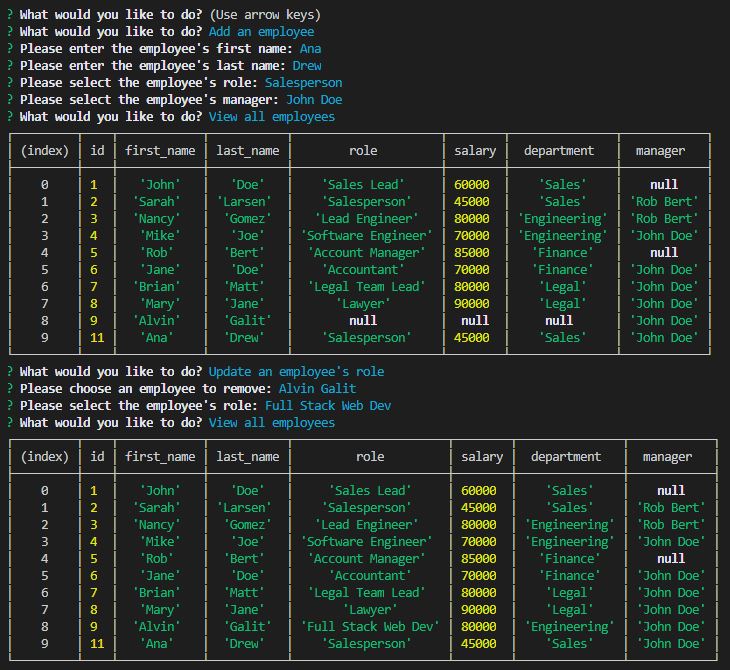 ? What would you like to do? (Use arrow keys)
? What would you like to do? Add an employee
? Please enter the employee's first name: Ana
? Please enter the employee's last name: Drew
? Please select the employee's role: Salesperson
? Please select the employee's manager: John Doe
? What would you like to do? View all employees
(index) id first_name last_name role salary department manager
0 1 'John' 'Doe' 'Sales Lead' 60000 'Sales' null
1 2 'Sarah' 'Larsen' 'Salesperson' 45000 'Sales' 'Rob Bert'
2 3 'Nancy' 'Gomez' 'Lead Engineer' 80000 'Engineering' 'Rob Bert'
3 4 'Mike' 'Joe' 'Software Engineer' 70000 'Engineering' 'John Doe'
4 5 'Rob' 'Bert' 'Account Manager' 85000 'Finance' null
5 6 'Jane' 'Doe' 'Accountant' 70000 'Finance' 'John Doe'
6 7 'Brian' 'Matt' 'Legal Team Lead' 80000 'Legal' 'John Doe'
7 8 'Mary' 'Jane' 'Lawyer' 90000 'Legal' 'John Doe'
8 9 'Alvin' 'Galit' null null null 'John Doe'
9 11 'Ana' 'Drew' 'Salesperson' 45000 'Sales' 'John Doe'
? What would you like to do? Update an employee's role
? Please choose an employee to remove: Alvin Galit
? Please select the employee's role: Full Stack Web Dev
? What would you like to do? View all employees
(index) id first_name last_name role salary department manager
0 1 'John' 'Doe' 'Sales Lead' 60000 'Sales' null
1 2 'Sarah' 'Larsen' 'Salesperson' 45000 'Sales' 'Rob Bert'
2 3 'Nancy' 'Gomez' 'Lead Engineer' 80000 'Engineering' 'Rob Bert'
3 4 'Mike' 'Joe' 'Software Engineer' 70000 'Engineering' 'John Doe'
4 5 'Rob' 'Bert' 'Account Manager' 85000 'Finance' null
5 6 'Jane' 'Doe' 'Accountant' 70000 'Finance' 'John Doe'
6 7 'Brian' 'Matt' 'Legal Team Lead' 80000 'Legal' 'John Doe'
7 8 'Mary' 'Jane' 'Lawyer' 90000 'Legal' 'John Doe'
8 9 'Alvin' 'Galit' 'Full Stack Web Dev' 80000 'Engineering' 'John Doe'
9 11 'Ana' 'Drew' 'Salesperson' 45000 'Sales' 'John Doe'